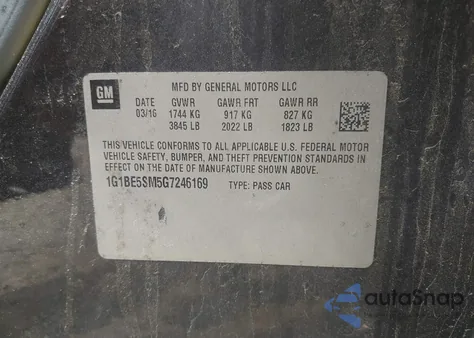 GM
MFD BY GENERAL MOTORS LLC
DATE GVWR GAWR FRT GAWR RR
03/16 1744 KG 917 KG 827 KG
3845 LB 2022 LB 1823 LB
THIS VEHICLE CONFORMS TO ALL APPLICABLE U.S. FEDERAL MOTOR
VEHICLE SAFETY, BUMPER, AND THEFT PREVENTION STANDARDS IN
EFFECT ON THE DATE OF MANUFACTURE SHOWN ABOVE.
1G1BE5SM5G7246169 TYPE: PASS CAR
autoSnap